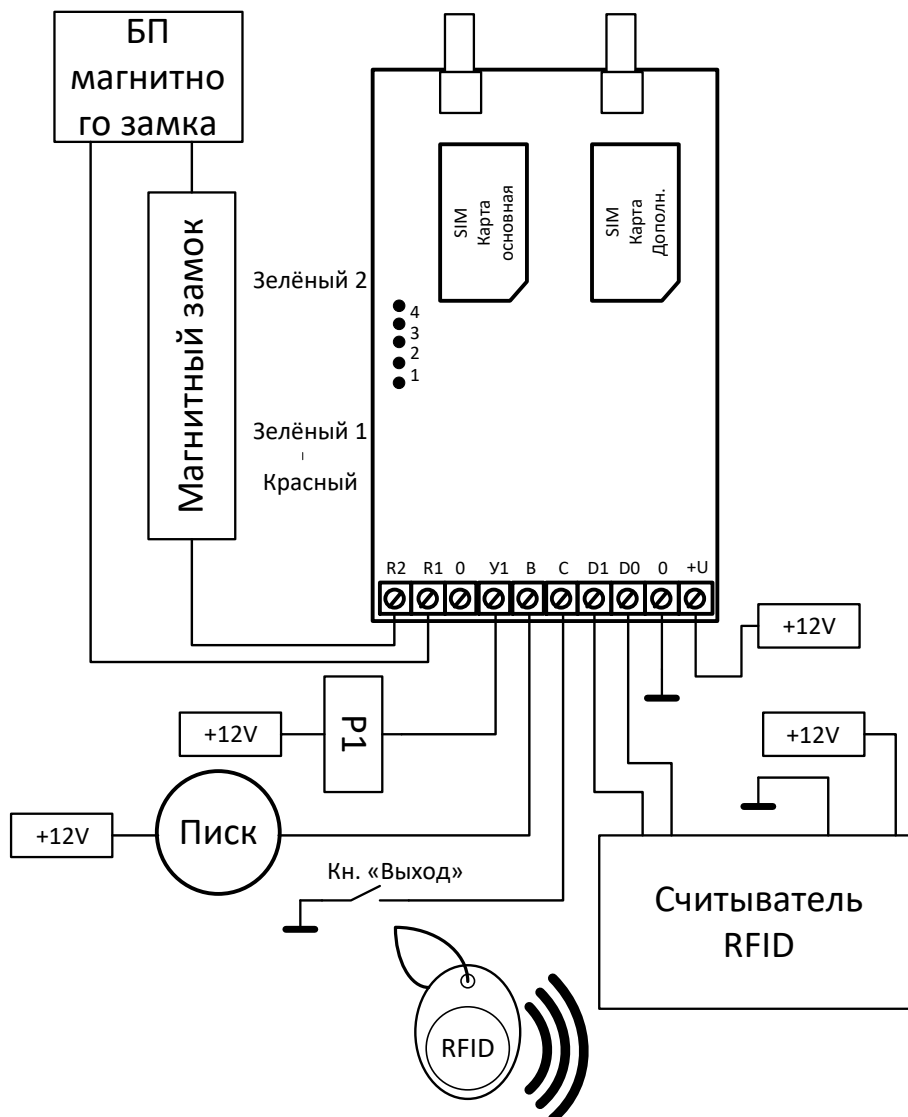 БП
магнитно
го замка
SIM
Карта
основная
SIM
Карта
Дополн.
Магнитный замок
Зелёный 2
4
3
2
1
Зелёный 1
Красный
R2 R1 0 У1 В С D1 D0 0 +U
+12V
P1
+12V
+12V
+12V
Писк
Кн. «Выход»
Считыватель
RFID
RFID